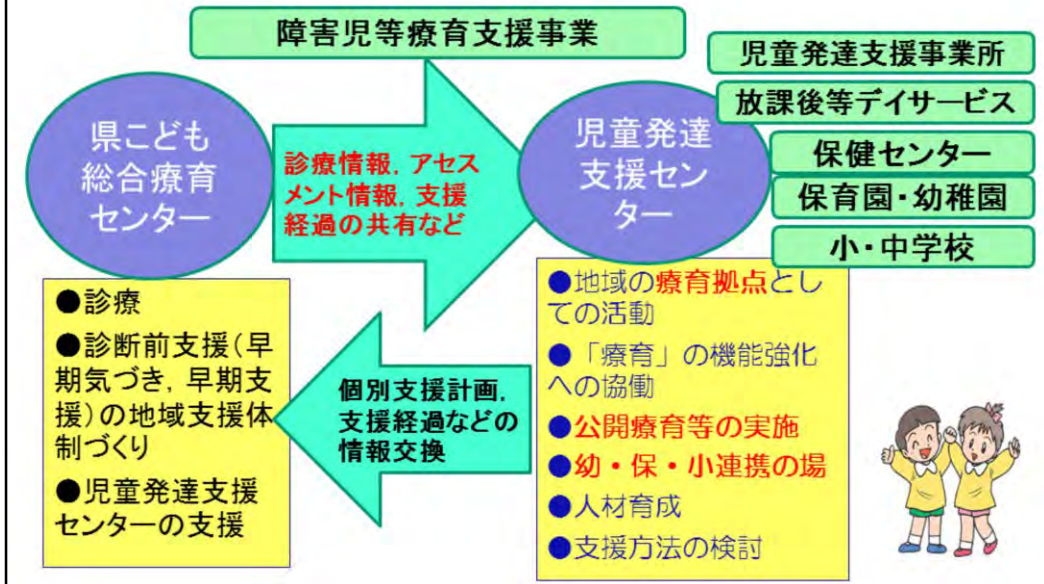 障害児等療育支援事業
児童発達支援事業所
放課後等デイサービス
保健センター
保育園・幼稚園
小・中学校
県こども
総合療育
センター
診療情報，アセス
メント情報，支援
経過の共有など
児童発達
支援セン
ター
●診療
●診断前支援（早
期気づき，早期支
援）の地域支援体
制づくり
●児童発達支援
センターの支援
個別支援計画，
支援経過などの
情報交換
●地域の療育拠点とし
ての活動
●「療育」の機能強化
への協働
●公開療育等の実施
●幼・保・小連携の場
●人材育成
●支援方法の検討